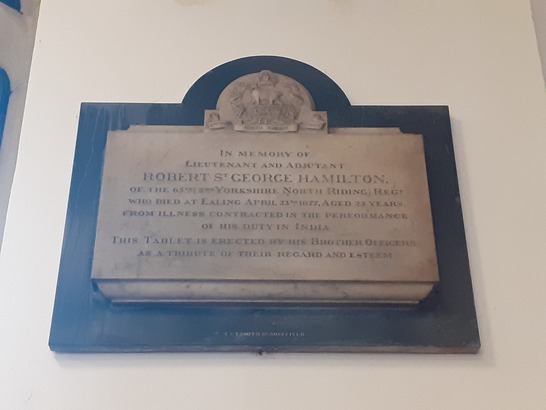 IN MEMORY OF
LIEUTENANT AND ADJUTANT
ROBERT ST GEORGE HAMILTON,
OF THE 65TH 2ND YORKSHIRE NORTH RIDING, REGT
WHO DIED AT EALING APRIL 1877, AGED 23 YEARS,
FROM ILLNESS CONTRACTED IN THE PERFORMANCE
OF HIS DUTY IN INDIA
THIS TABLET IS ERECTED BY HIS BROTHER OFFICERS
AS A TRIBUTE OF THEIR REGARD AND ESTEEM